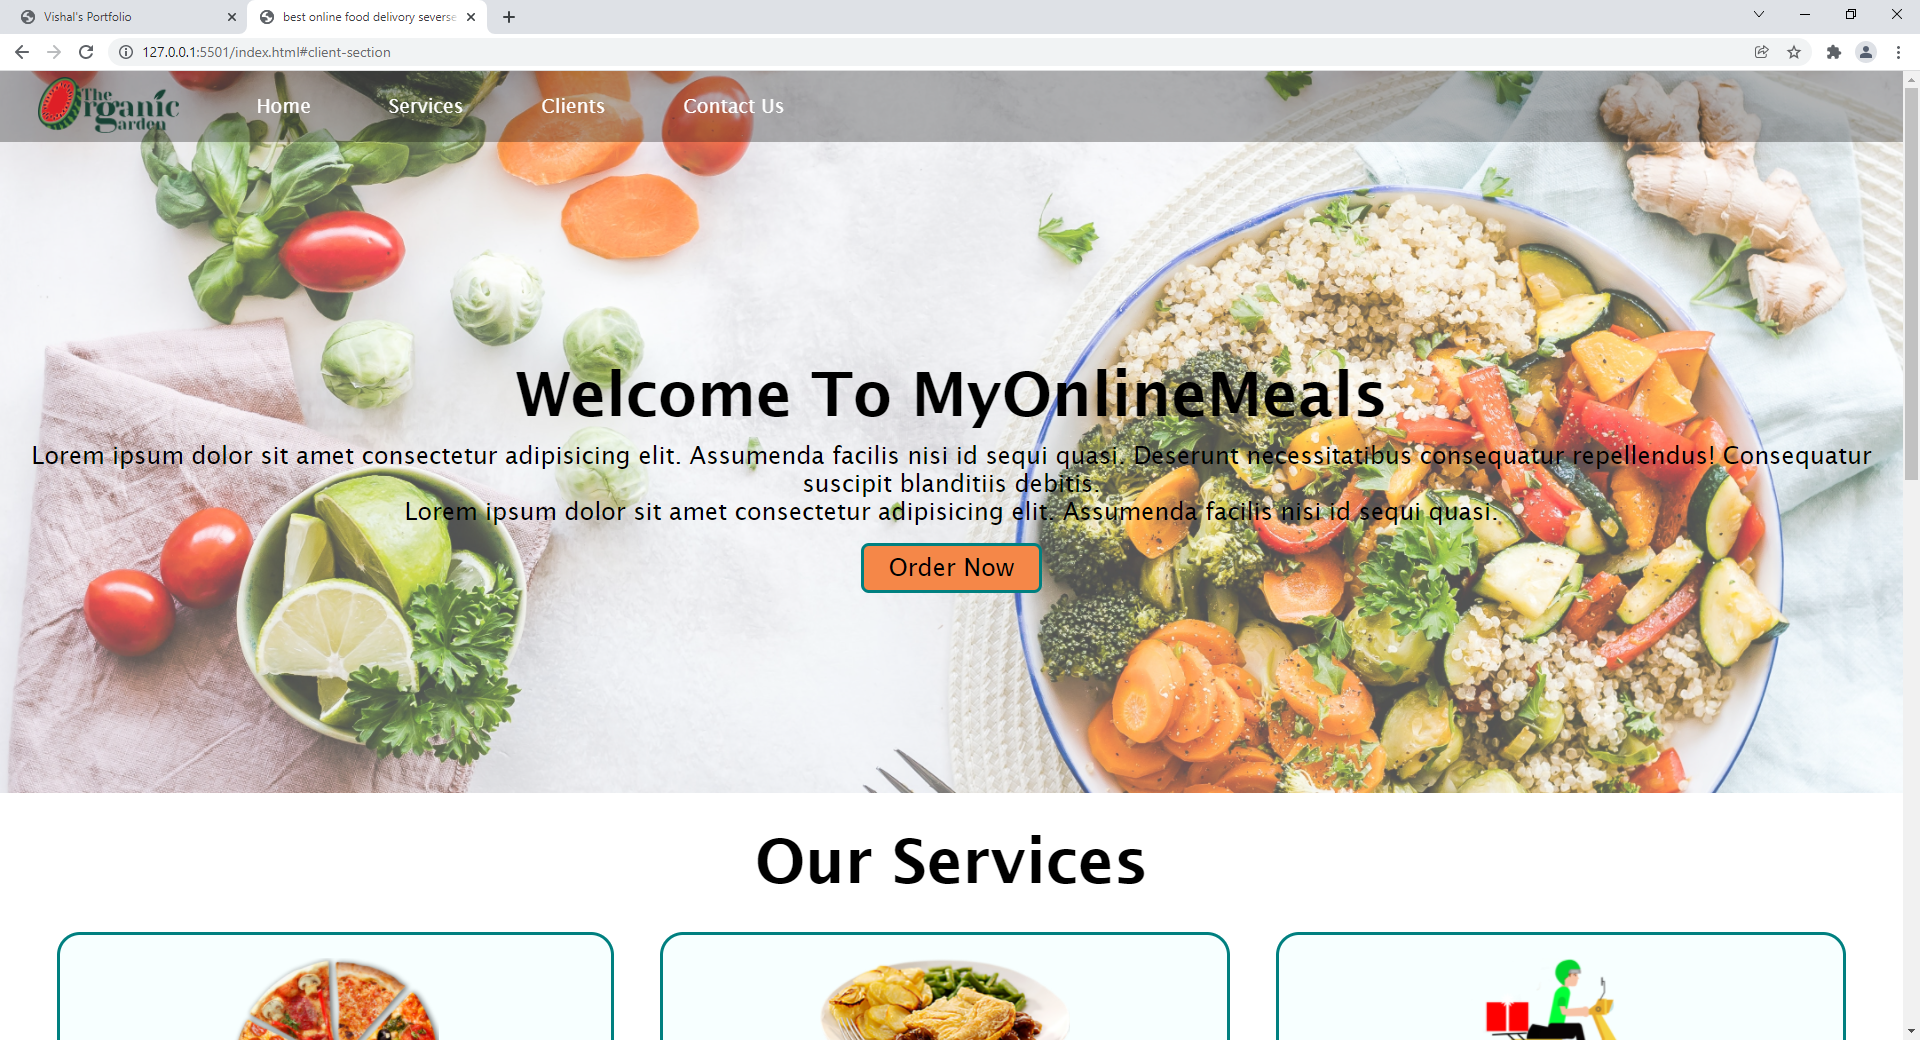 Vishal's Portfolio
best online food delivory severse
127.0.0.1:5501/index.html#client-section
The Organic Garden
Home
Services
Clients
Contact Us
Welcome To MyOnlineMeals
Lorem ipsum dolor sit amet consectetur adipisicing elit. Assumenda facilis nisi id sequi quasi. Deserunt necessitatibus consequatur repellendus! Consequatur
suscipit blanditiis debitis.
Lorem ipsum dolor sit amet consectetur adipisicing elit. Assumenda facilis nisi id sequi quasi.
Order Now
Our Services